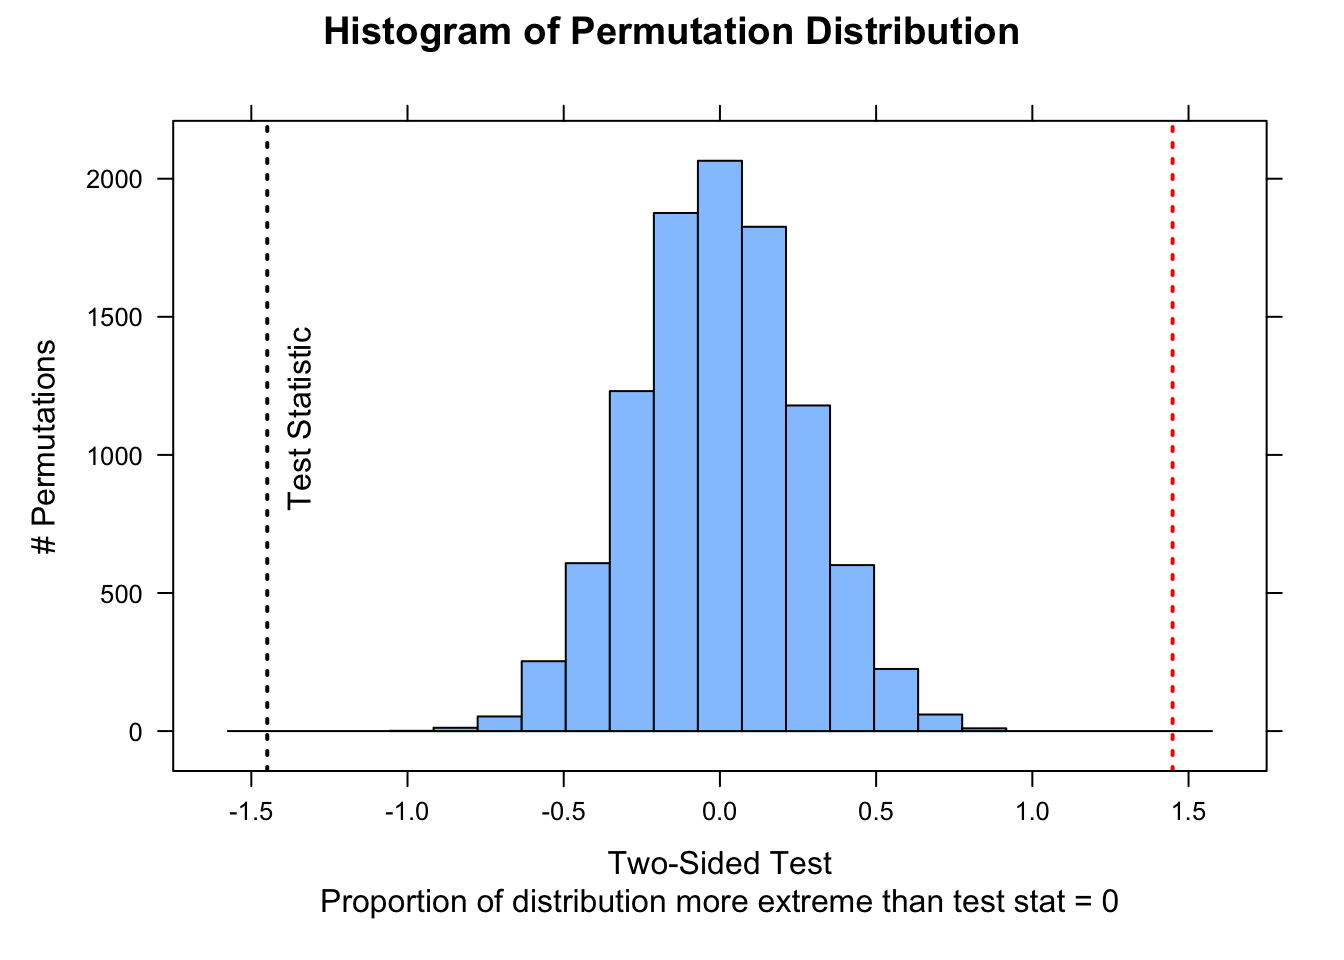 Histogram of Permutation Distribution
# Permutations
2000
1500
1000
500
0
Test Statistic
-1.5
-1.0
-0.5
0.0
0.5
1.0
1.5
Two-Sided Test
Proportion of distribution more extreme than test stat = 0